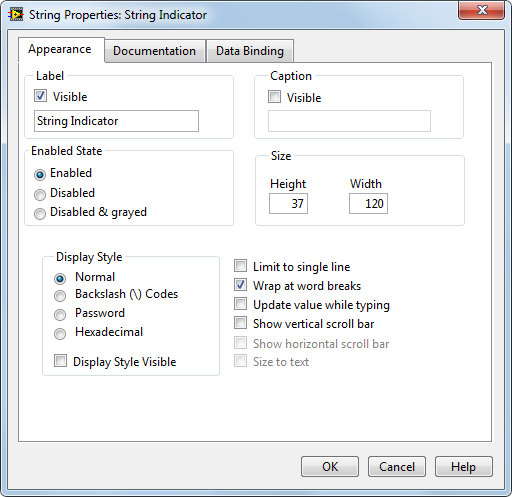 String Properties: String Indicator
Appearance
Documentation
Data Binding
Label
Visible
String Indicator
Caption
Visible
Enabled State
Enabled
Disabled
Disabled & grayed
Size
Height
Width
37
120
Display Style
Normal
Backslash (\) Codes
Password
Hexadecimal
Display Style Visible
Limit to single line
Wrap at word breaks
Update value while typing
Show vertical scroll bar
Show horizontal scroll bar
Size to text
OK
Cancel
Help